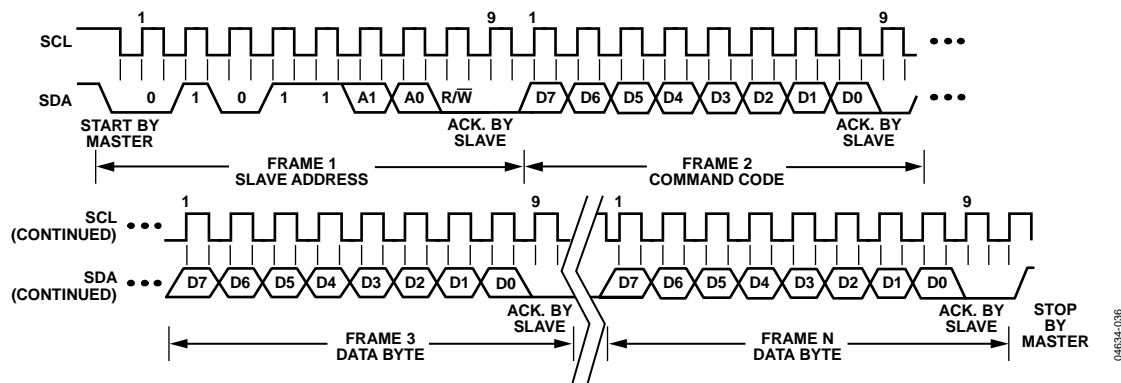 1 9 1 9
SCL
SDA 0 1 0 1 1 A1 A0 R/W̅ D7 D6 D5 D4 D3 D2 D1 D0
START BY MASTER
ACK. BY SLAVE
ACK. BY SLAVE
FRAME 1
SLAVE ADDRESS
FRAME 2
COMMAND CODE
1 9 1 9
SCL
(CONTINUED)
SDA
(CONTINUED)
D7 D6 D5 D4 D3 D2 D1 D0 D7 D6 D5 D4 D3 D2 D1 D0
ACK. BY SLAVE
ACK. BY SLAVE
STOP BY MASTER
FRAME 3
DATA BYTE
FRAME N
DATA BYTE
04634-036